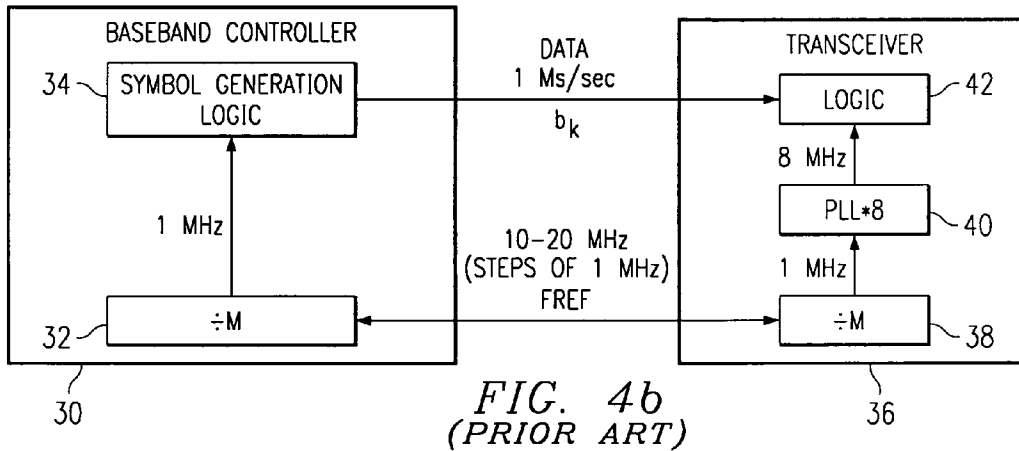 BASEBAND CONTROLLER
34
SYMBOL GENERATION
LOGIC
1 MHz
÷M
32
30
DATA
1 Ms/sec
b_k
10-20 MHz
(STEPS OF 1 MHz)
FREF
TRANSCEIVER
LOGIC
42
8 MHz
PLL*8
40
1 MHz
÷M
38
36
FIG. 4b
(PRIOR ART)